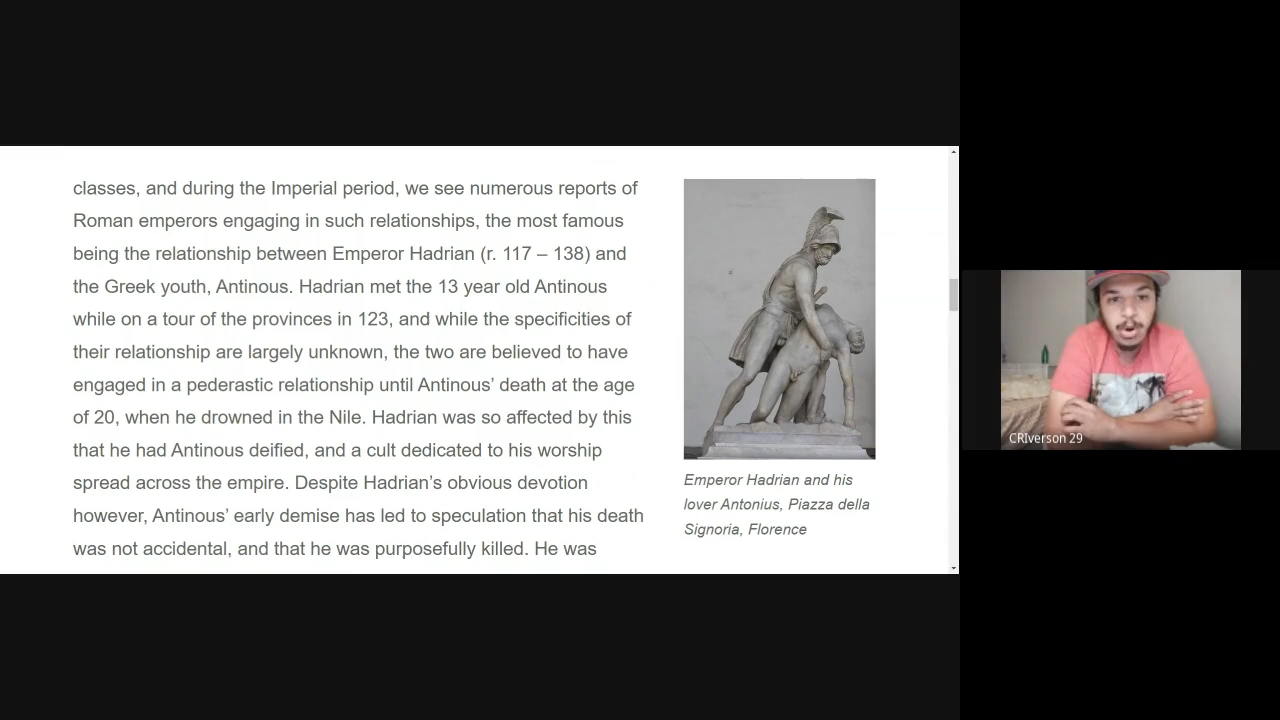 classes, and during the Imperial period, we see numerous reports of
Roman emperors engaging in such relationships, the most famous
being the relationship between Emperor Hadrian (r. 117 – 138) and
the Greek youth, Antinous. Hadrian met the 13 year old Antinous
while on a tour of the provinces in 123, and while the specificities of
their relationship are largely unknown, the two are believed to have
engaged in a pederastic relationship until Antinous’ death at the age
of 20, when he drowned in the Nile. Hadrian was so affected by this
that he had Antinous deified, and a cult dedicated to his worship
spread across the empire. Despite Hadrian’s obvious devotion
however, Antinous’ early demise has led to speculation that his death
was not accidental, and that he was purposefully killed. He was
Emperor Hadrian and his
lover Antonius, Piazza della
Signoria, Florence
CRIverson 29